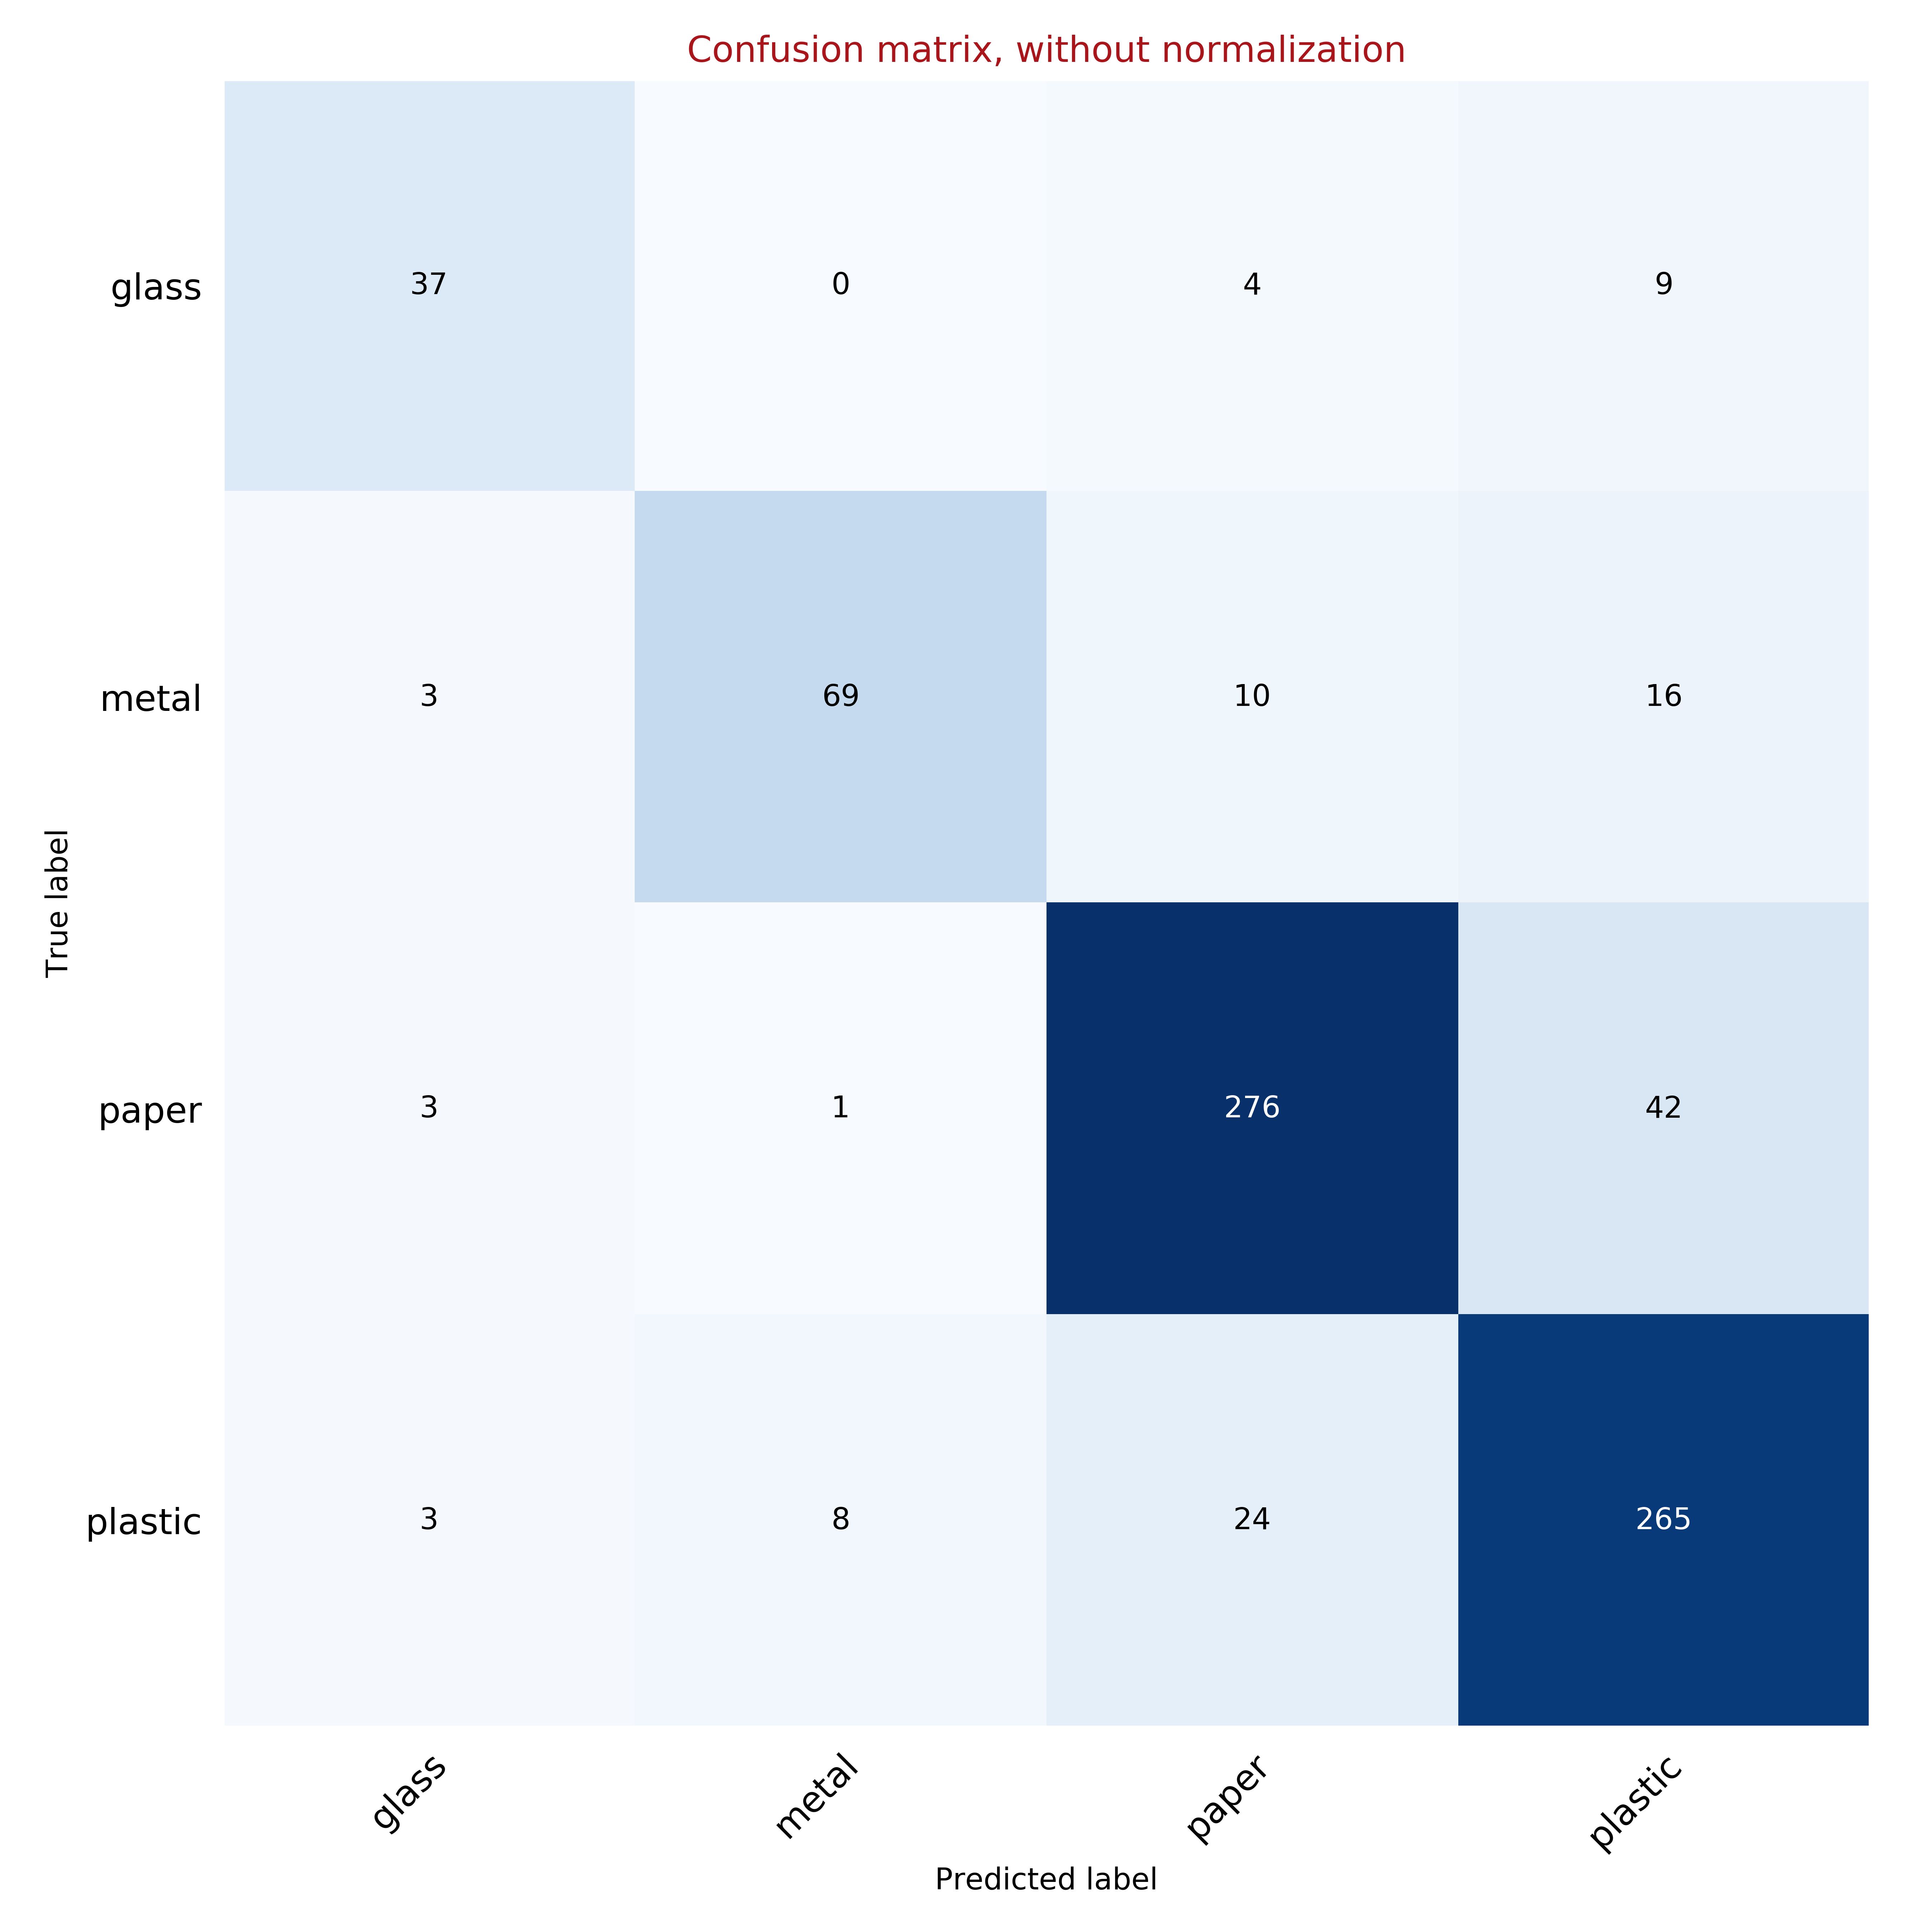 Confusion matrix, without normalization
glass 37 0 4 9
metal 3 69 10 16
True label
paper 3 1 276 42
plastic 3 8 24 265
glass metal paper plastic
Predicted label